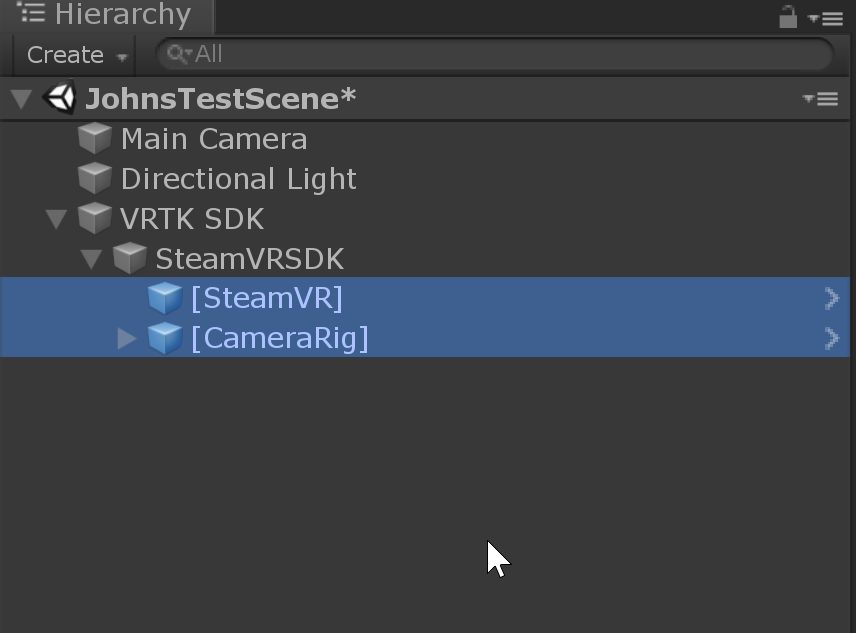 Hierarchy
Create All
JohnsTestScene*
Main Camera
Directional Light
VRTK SDK
SteamVRSDK
[SteamVR]
[CameraRig]